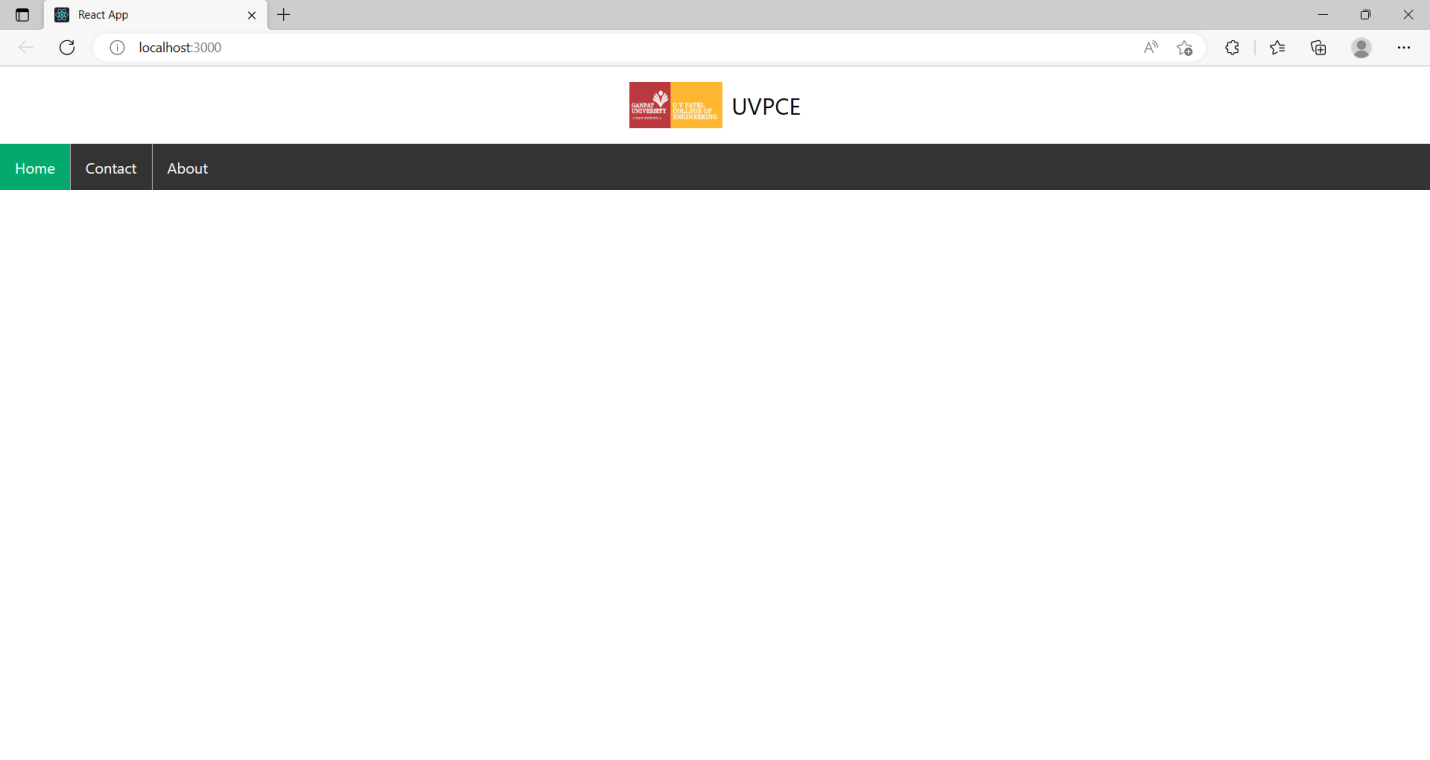 React App
localhost:3000
GANPAT
UNIVERSITY
U V PATEL
COLLEGE OF
ENGINEERING
UVPCE
Home
Contact
About